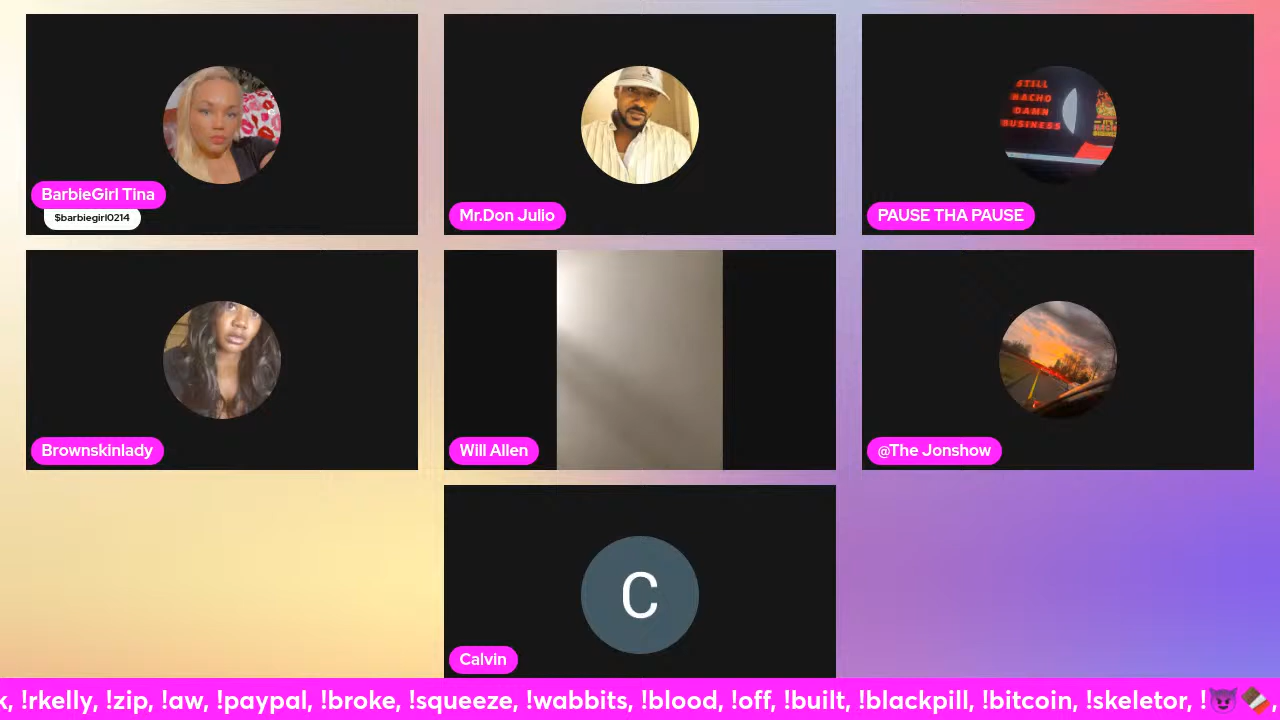 STILL
NACHO
DAMN
BUSINESS
BarbieGirl Tina
$barbiegirl0214
Mr.Don Julio
PAUSE THA PAUSE
Brownskinlady
Will Allen
@The Jonshow
C
Calvin
, !rkelly, !zip, !aw, !paypal, !broke, !squeeze, !wabbits, !blood, !off, !built, !blackpill, !bitcoin, !skeletor, !😈🍫,